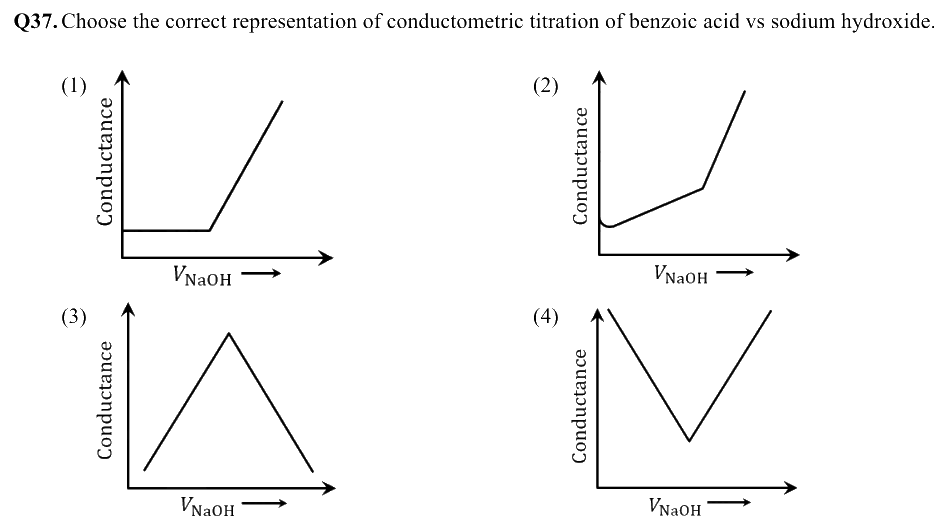 Q37. Choose the correct representation of conductometric titration of benzoic acid vs sodium hydroxide.
(1)
Conductance
V_NaOH ⟶
(2)
Conductance
V_NaOH ⟶
(3)
Conductance
V_NaOH ⟶
(4)
Conductance
V_NaOH ⟶